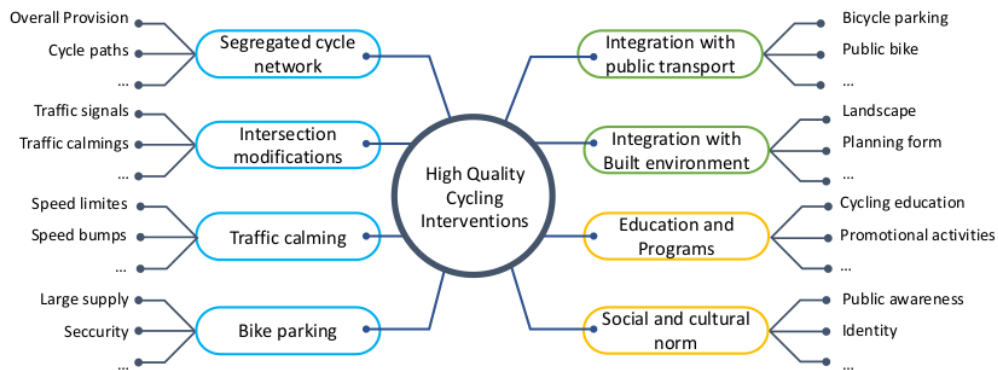 Overall Provision
Cycle paths
...
Segregated cycle
network
Traffic signals
Traffic calmings
...
Intersection
modifications
Speed limites
Speed bumps
...
Traffic calming
Large supply
Seccurity
...
Bike parking
High Quality
Cycling
Interventions
Integration with
public transport
Bicycle parking
Public bike
...
Integration with
Built environment
Landscape
Planning form
...
Education and
Programs
Cycling education
Promotional activities
...
Social and cultural
norm
Public awareness
Identity
...